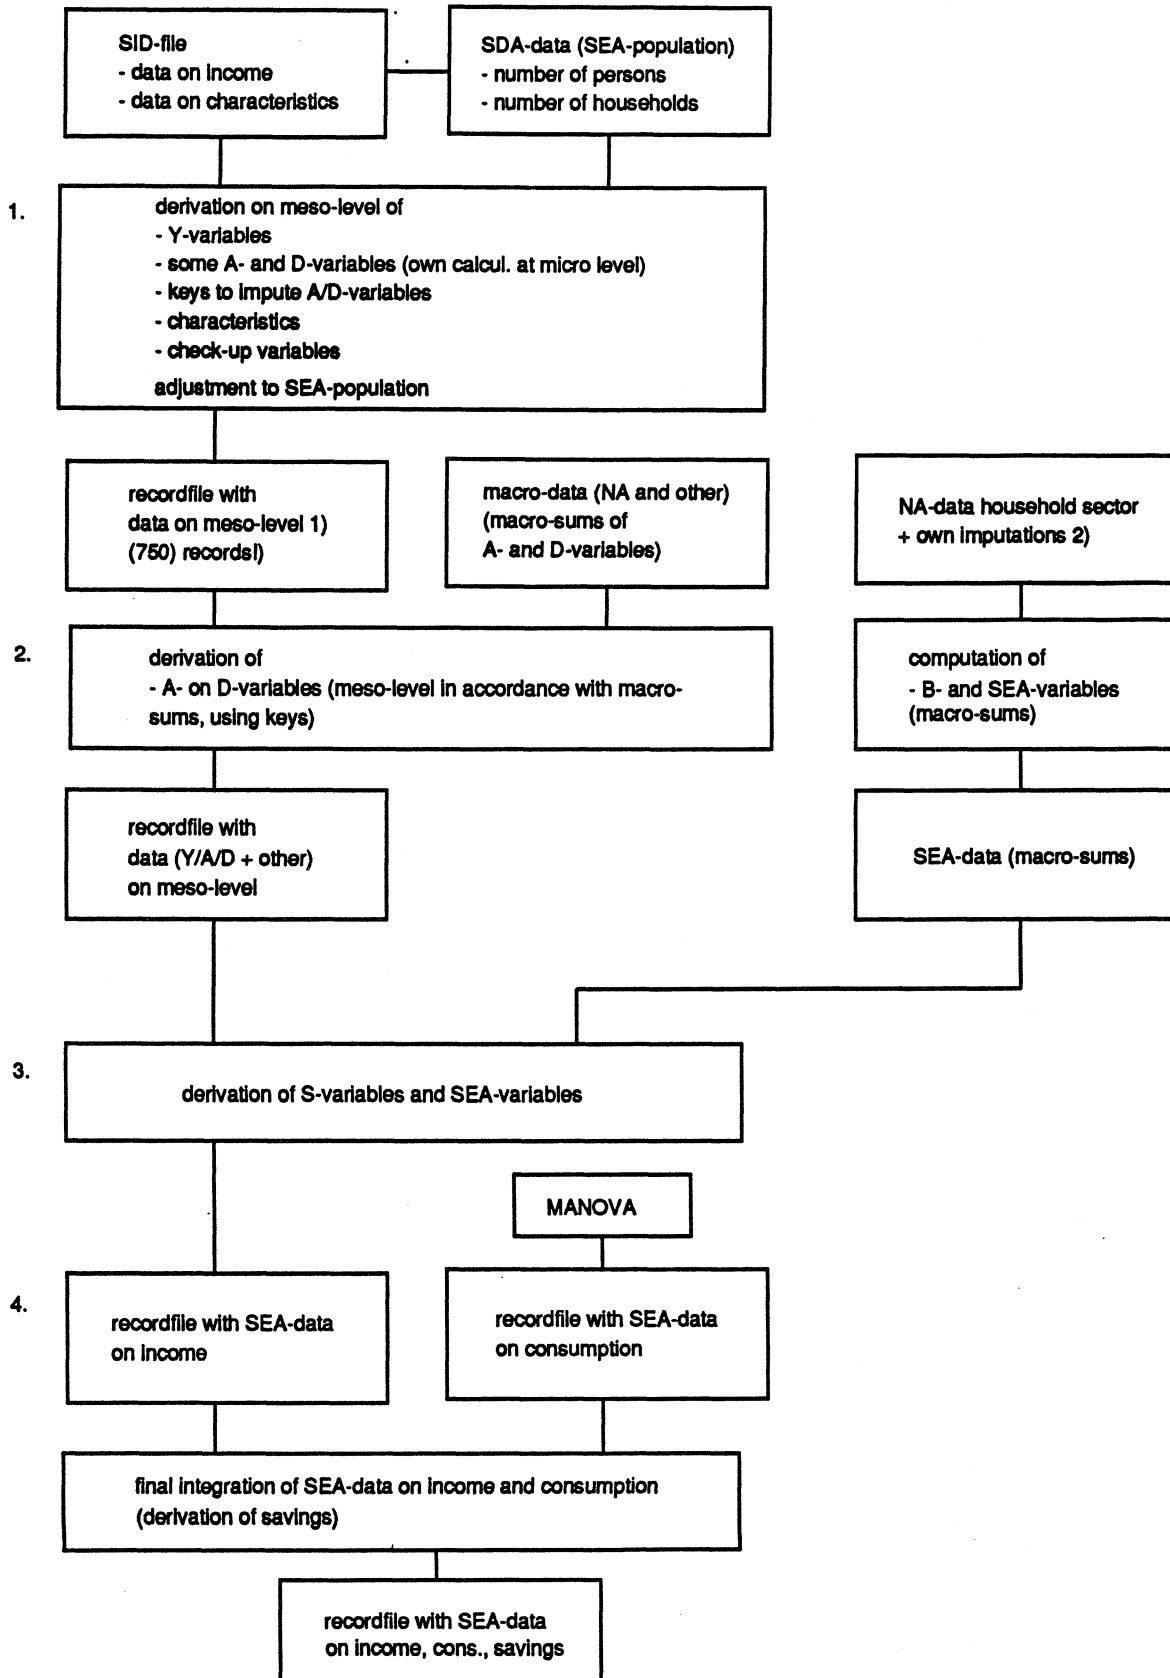 SID-file
- data on income
- data on characteristics
SDA-data (SEA-population)
- number of persons
- number of households
1.
derivation on meso-level of
- Y-variables
- some A- and D-variables (own calcul. at micro level)
- keys to impute A/D-variables
- characteristics
- check-up variables
adjustment to SEA-population
recordfile with
data on meso-level 1)
(750) records!)
macro-data (NA and other)
(macro-sums of
A- and D-variables)
NA-data household sector
+ own imputations 2)
2.
derivation of
- A- on D-variables (meso-level in accordance with macro-
sums, using keys)
computation of
- B- and SEA-variables
(macro-sums)
recordfile with
data (Y/A/D + other)
on meso-level
SEA-data (macro-sums)
3.
derivation of S-variables and SEA-variables
MANOVA
4.
recordfile with SEA-data
on income
recordfile with SEA-data
on consumption
final integration of SEA-data on income and consumption
(derivation of savings)
recordfile with SEA-data
on income, cons., savings